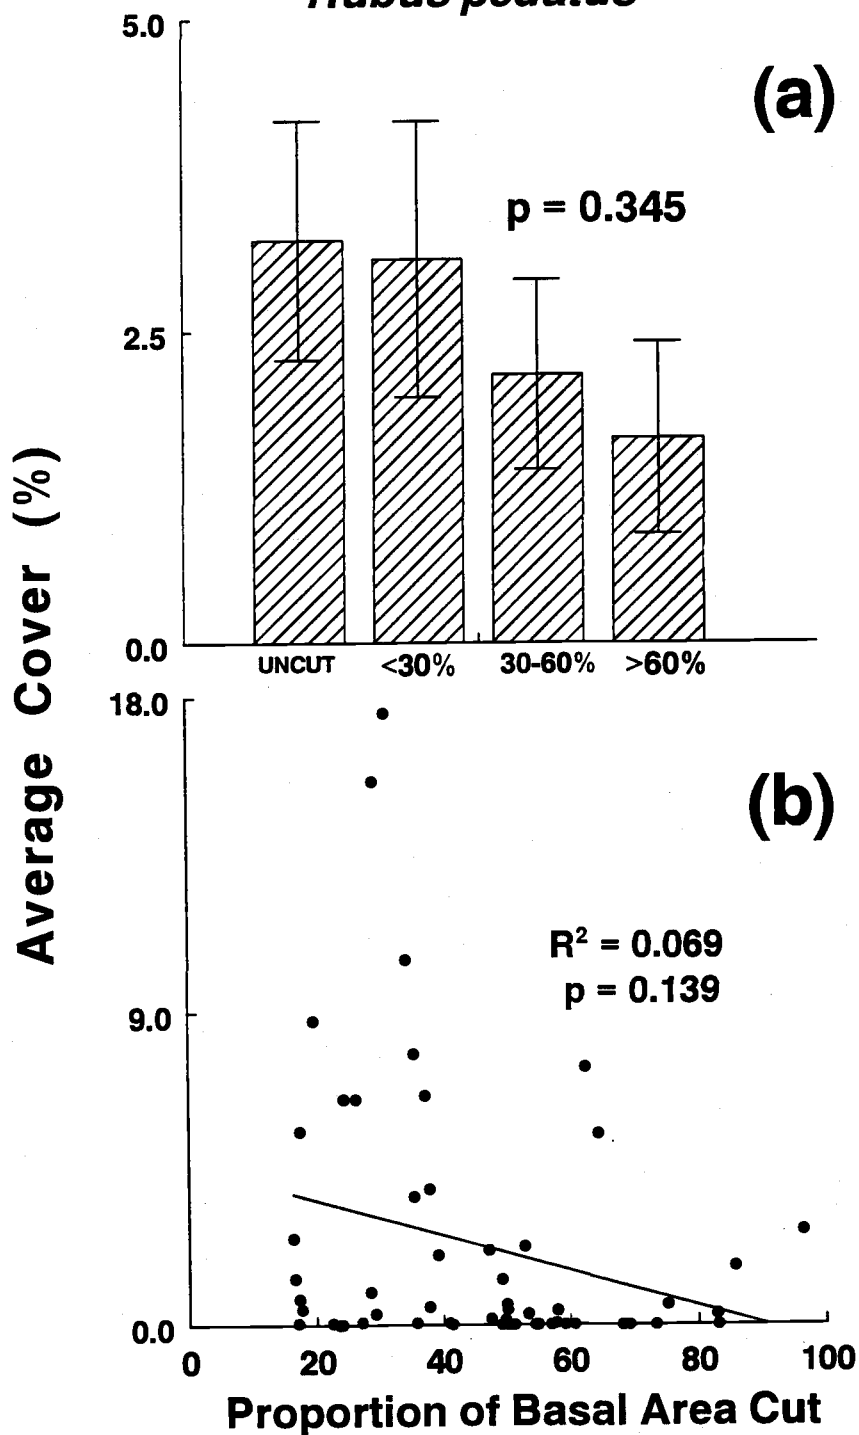 Rubus pedatus
5.0
(a)
p = 0.345
2.5
0.0
UNCUT <30% 30-60% >60%
Average Cover (%)
18.0
(b)
R² = 0.069
p = 0.139
9.0
0.0
0 20 40 60 80 100
Proportion of Basal Area Cut